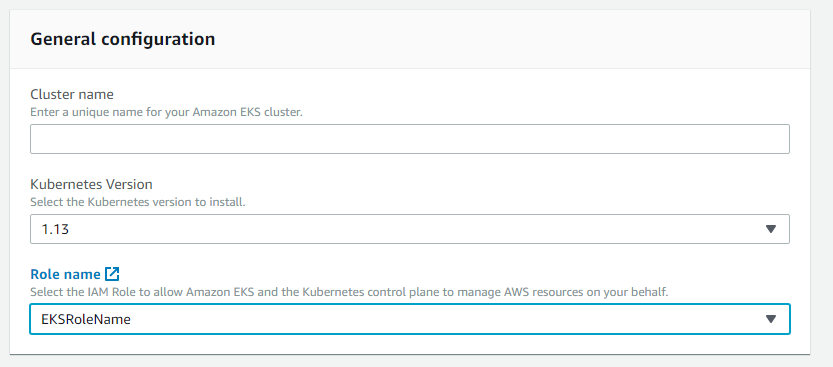 General configuration
Cluster name
Enter a unique name for your Amazon EKS cluster.
Kubernetes Version
Select the Kubernetes version to install.
1.13
Role name
Select the IAM Role to allow Amazon EKS and the Kubernetes control plane to manage AWS resources on your behalf.
EKSRoleName